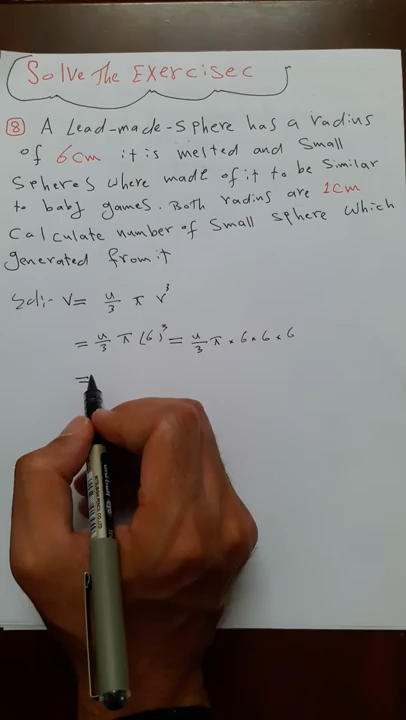 Solve The Exercisec
8 A Lead-made-sphere has a radius
of 6cm it is melted and small
spheres where made of it to be similar
to baby games. Both radius are 1cm
Calculate number of small sphere which
generated from it
Sol:- V= 4/3 π r³
= 4/3 π (6)³ = 4/3 π × 6 × 6 × 6
=